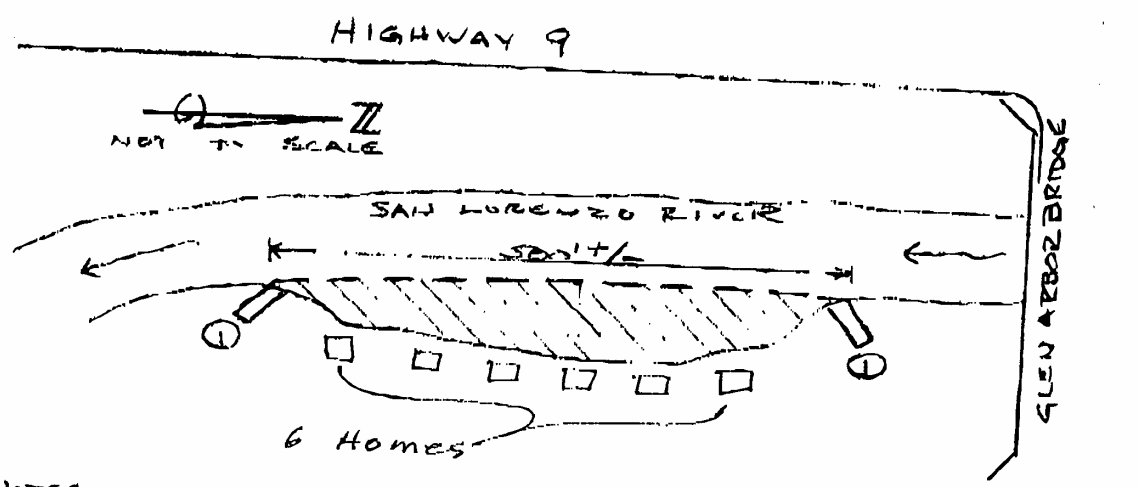 HIGHWAY 9
Z
NOT TO SCALE
SAN LORENZO RIVER
GLEN ARBOR BRIDGE
1
1
6 Homes